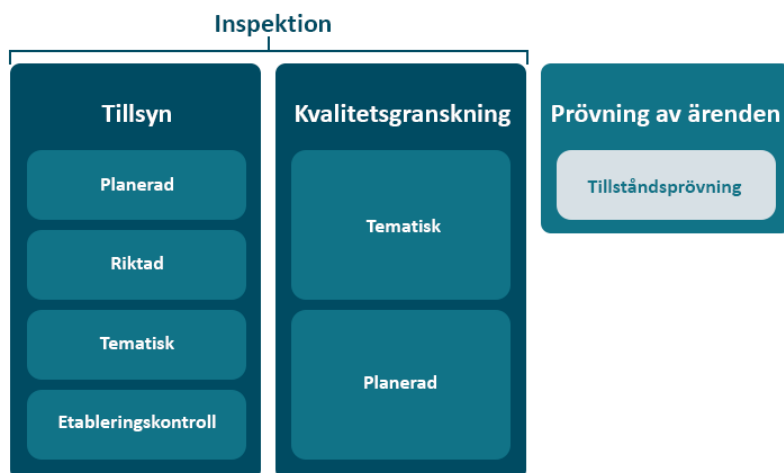 Inspektion
Tillsyn
Planerad
Riktad
Tematisk
Etableringskontroll
Kvalitetsgranskning
Tematisk
Planerad
Prövning av ärenden
Tillståndsprövning